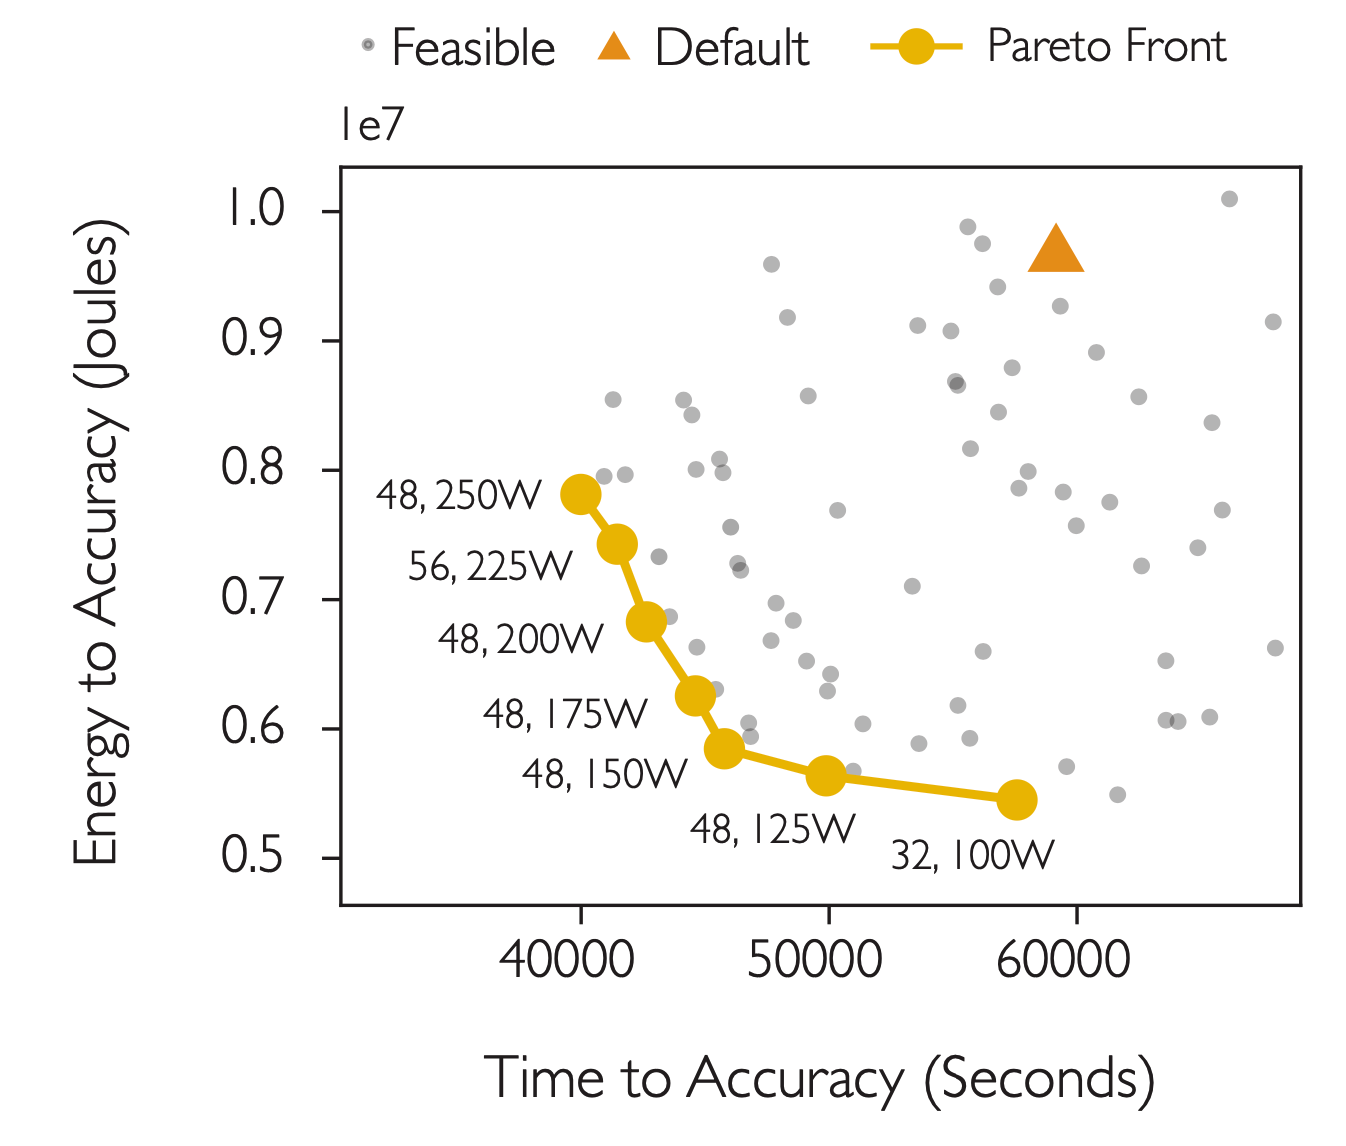 Feasible Default Pareto Front
1e7
1.0
0.9
0.8
0.7
0.6
0.5
Energy to Accuracy (Joules)
48, 250W
56, 225W
48, 200W
48, 175W
48, 150W
48, 125W
32, 100W
40000 50000 60000
Time to Accuracy (Seconds)